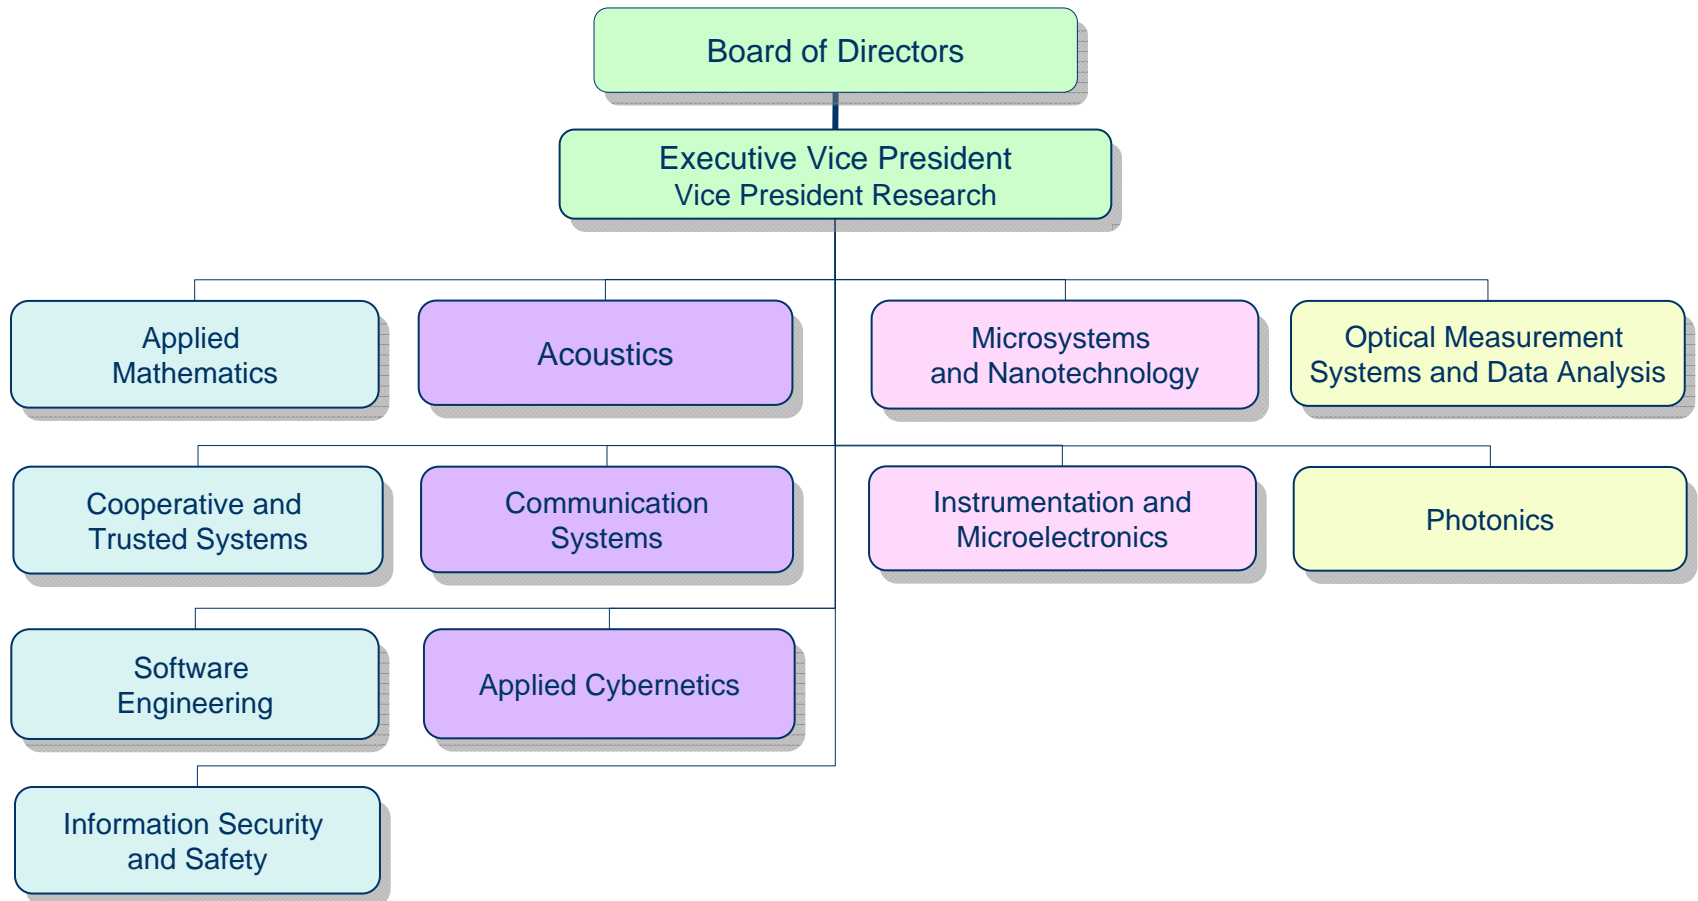 Board of Directors
Executive Vice President
Vice President Research
Applied
Mathematics
Acoustics
Microsystems
and Nanotechnology
Optical Measurement
Systems and Data Analysis
Cooperative and
Trusted Systems
Communication
Systems
Instrumentation and
Microelectronics
Photonics
Software
Engineering
Applied Cybernetics
Information Security
and Safety